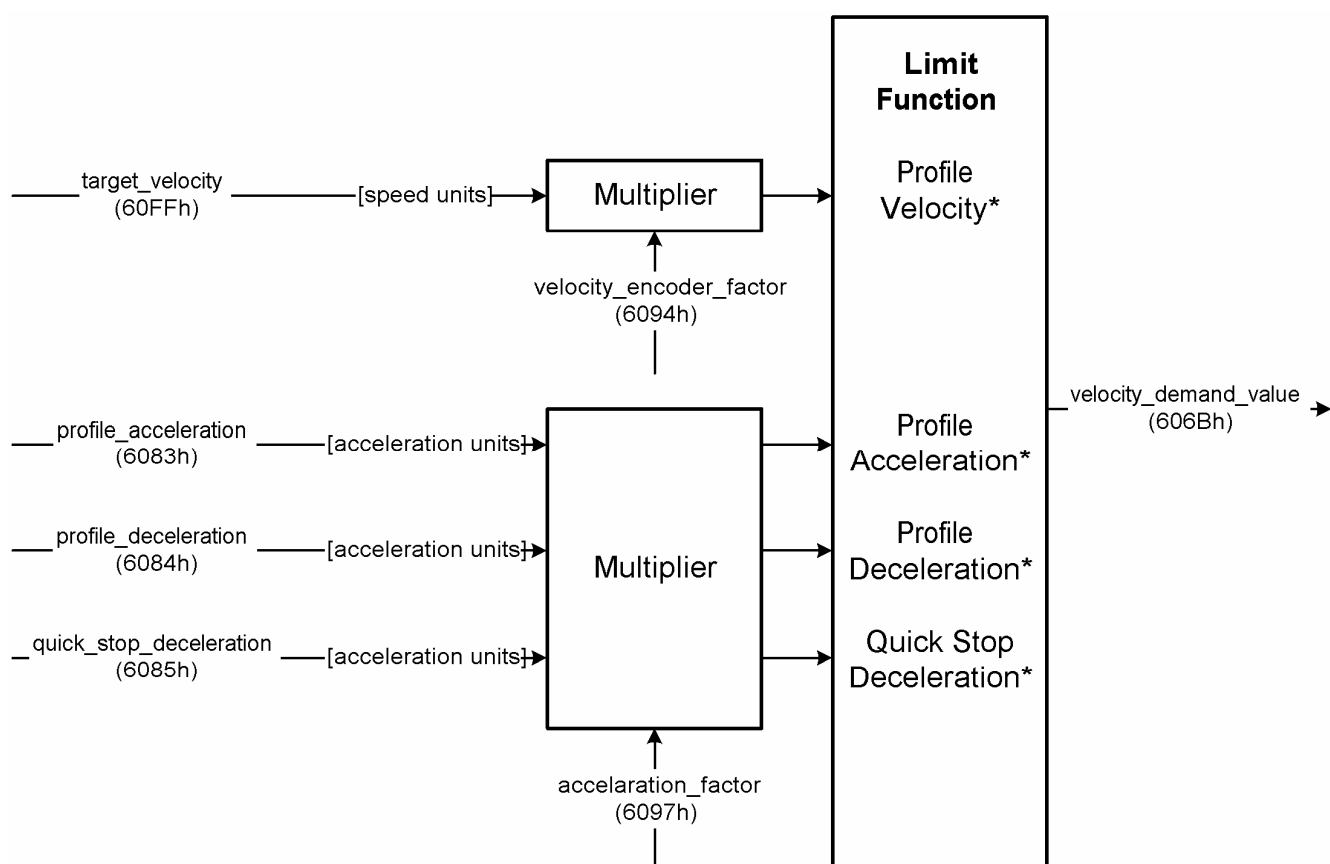 Limit
Function
target_velocity
(60FFh)
[speed units]
Multiplier
Profile
Velocity*
velocity_encoder_factor
(6094h)
velocity_demand_value
(606Bh)
profile_acceleration
(6083h)
[acceleration units]
Profile
Acceleration*
profile_deceleration
(6084h)
[acceleration units]
Multiplier
Profile
Deceleration*
quick_stop_deceleration
(6085h)
[acceleration units]
Quick Stop
Deceleration*
accelaration_factor
(6097h)